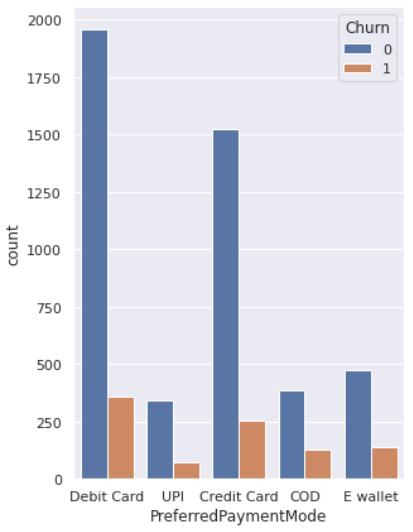 Churn
0
1
2000
1750
1500
1250
1000
750
500
250
0
count
Debit Card UPI Credit Card COD E wallet
PreferredPaymentMode